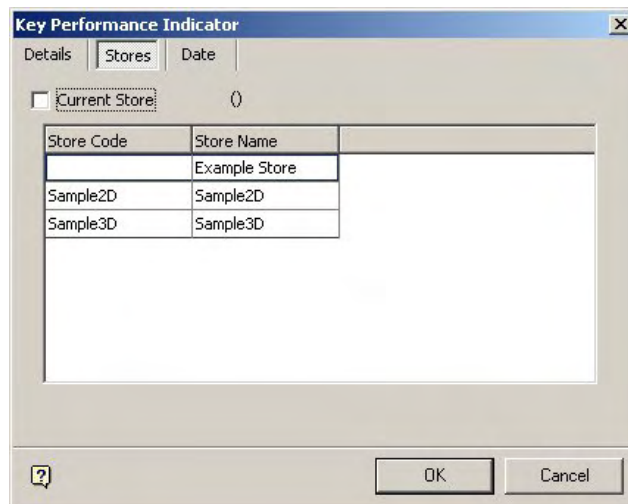 Key Performance Indicator
Details Stores Date
Current Store ()
Store Code Store Name
Example Store
Sample2D Sample2D
Sample3D Sample3D
? OK Cancel